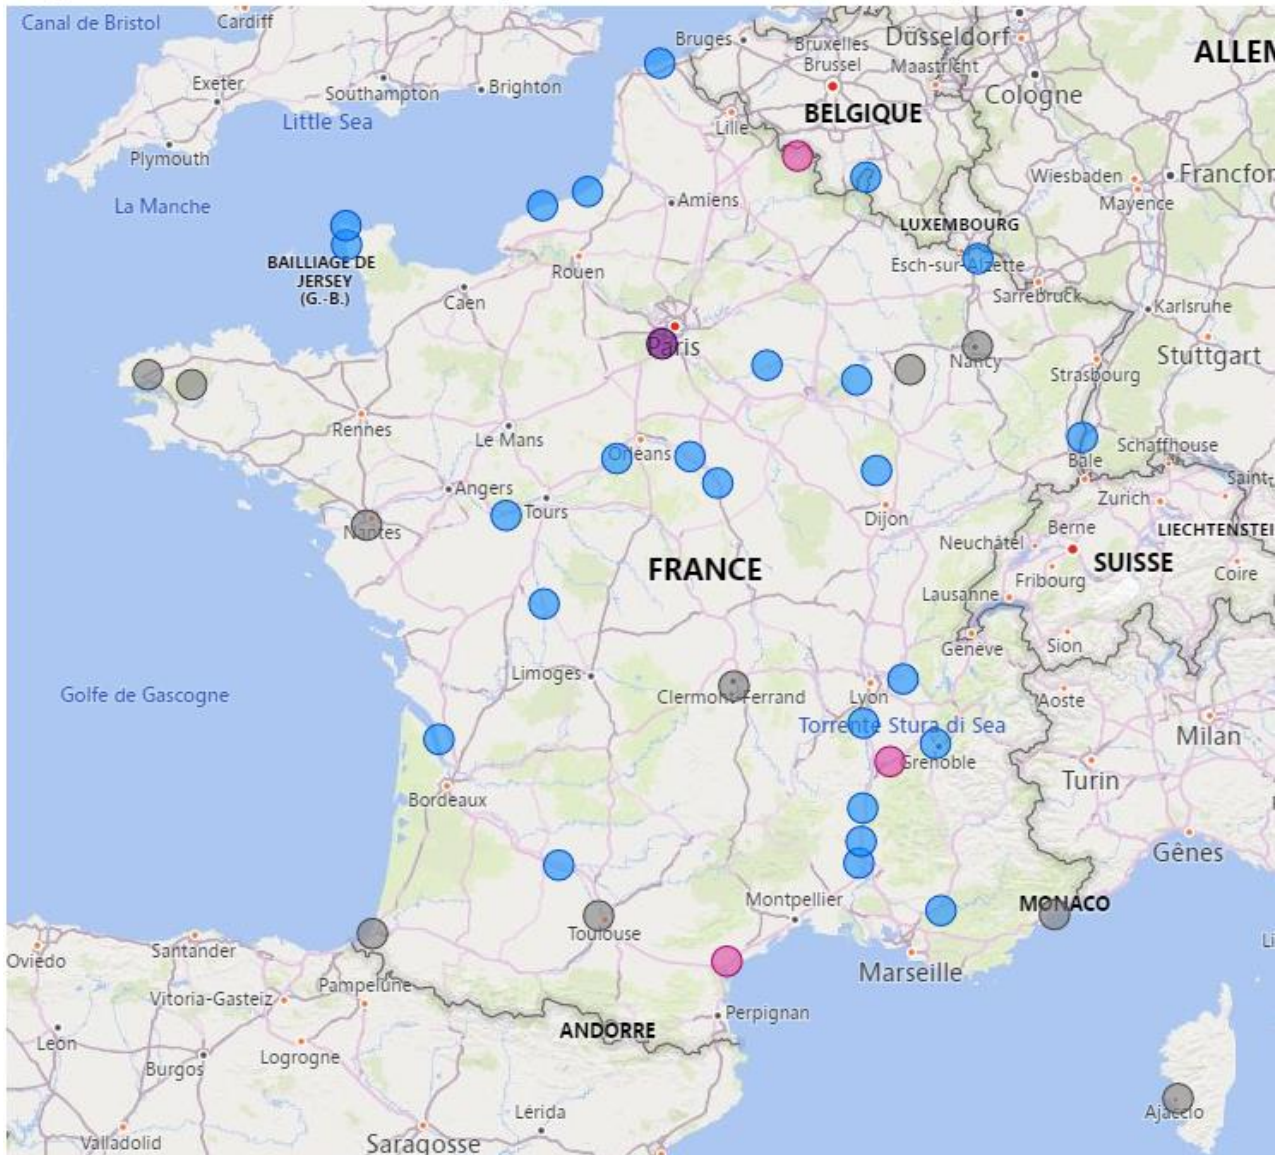 Canal de Bristol
Cardiff
Bruges
Bruxelles
Brussel
Düsseldorf
Maastricht
ALLEM
Exeter
Southampton
Brighton
Cologne
Little Sea
Lille
BELGIQUE
Plymouth
Wiesbaden
Francfor
Mayence
La Manche
Amiens
LUXEMBOURG
BAILLIAGE DE
JERSEY
(G.-B.)
Rouen
Esch-sur-Alzette
Sarrebruck
Caen
Karlsruhe
Paris
Nancy
Stuttgart
Strasbourg
Rennes
Le Mans
Orléans
Schaffhouse
Bâle
Saint-
Angers
Tours
Zurich
Dijon
Nantes
Berne
LIECHTENSTEI
Neuchâtel
FRANCE
SUISSE
Fribourg
Coire
Lausanne
Genève
Sion
Limoges
Golfe de Gascogne
Clermont-Ferrand
Lyon
Aoste
Torrente Stura di Sea
Milan
Grenoble
Turin
Bordeaux
Gênes
Montpellier
MONACO
Toulouse
Santander
Oviedo
Marseille
Li
Pampelune
Vitoria-Gasteiz
Perpignan
ANDORRE
León
Burgos
Logrogne
Ajaccio
Lérida
Valladolid
Saragosse